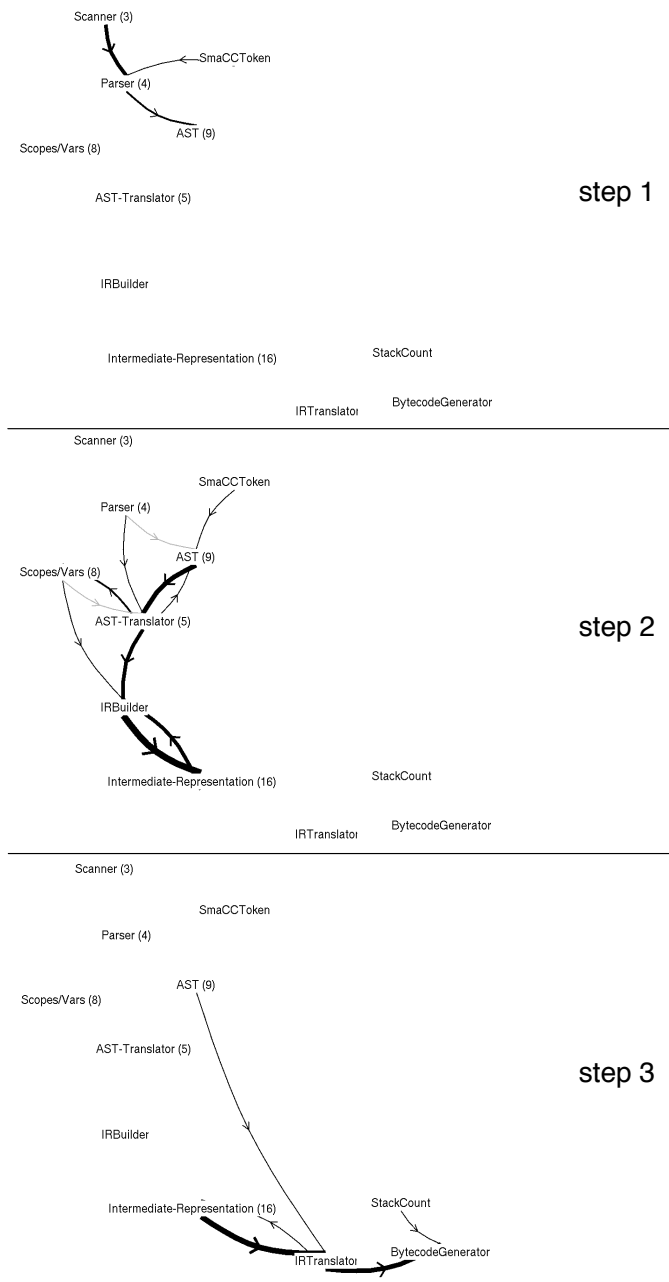 Scanner (3)
SmaCCToken
Parser (4)
AST (9)
Scopes/Vars (8)
step 1
AST-Translator (5)
IRBuilder
StackCount
Intermediate-Representation (16)
BytecodeGenerator
IRTranslator
Scanner (3)
SmaCCToken
Parser (4)
AST (9)
Scopes/Vars (8)
AST-Translator (5)
step 2
IRBuilder
StackCount
Intermediate-Representation (16)
BytecodeGenerator
IRTranslator
Scanner (3)
SmaCCToken
Parser (4)
AST (9)
Scopes/Vars (8)
AST-Translator (5)
step 3
IRBuilder
StackCount
Intermediate-Representation (16)
BytecodeGenerator
IRTranslator